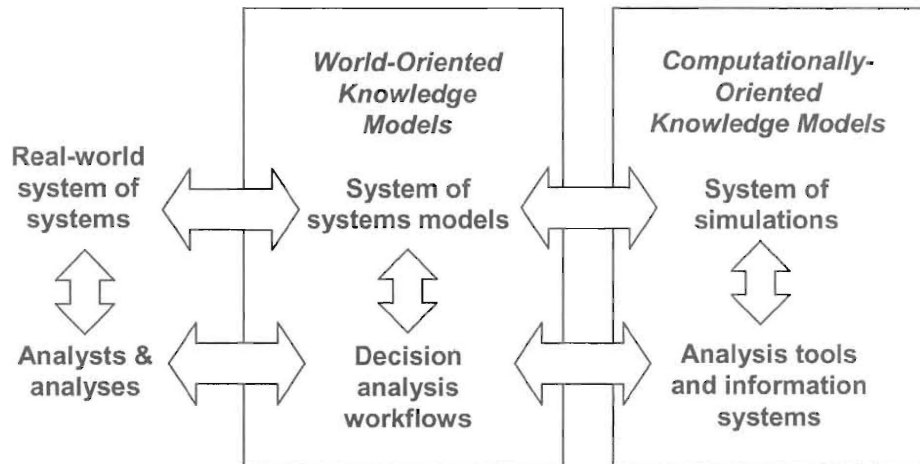 World-Oriented
Knowledge
Models
Computationally-
Oriented
Knowledge Models
Real-world
system of
systems
System of
systems models
System of
simulations
Analysts &
analyses
Decision
analysis
workflows
Analysis tools
and information
systems